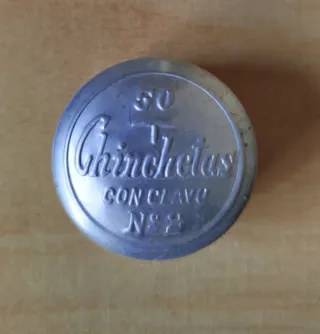 50
Chinchetas
CON CLAVO
Nº 2